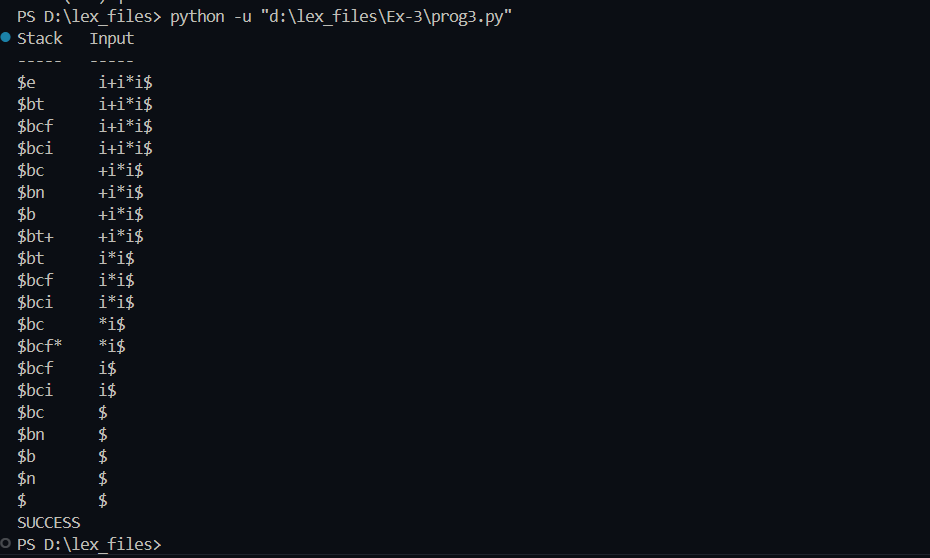 PS D:\lex_files> python -u "d:\lex_files\Ex-3\prog3.py"
Stack   Input
-----   -----
$e       i+i*i$
$bt      i+i*i$
$bcf     i+i*i$
$bci     i+i*i$
$bc      +i*i$
$bn      +i*i$
$b       +i*i$
$bt+     +i*i$
$bt      i*i$
$bcf     i*i$
$bci     i*i$
$bc      *i$
$bcf*    *i$
$bcf     i$
$bci     i$
$bc      $
$bn      $
$b       $
$n       $
$        $
SUCCESS
PS D:\lex_files>